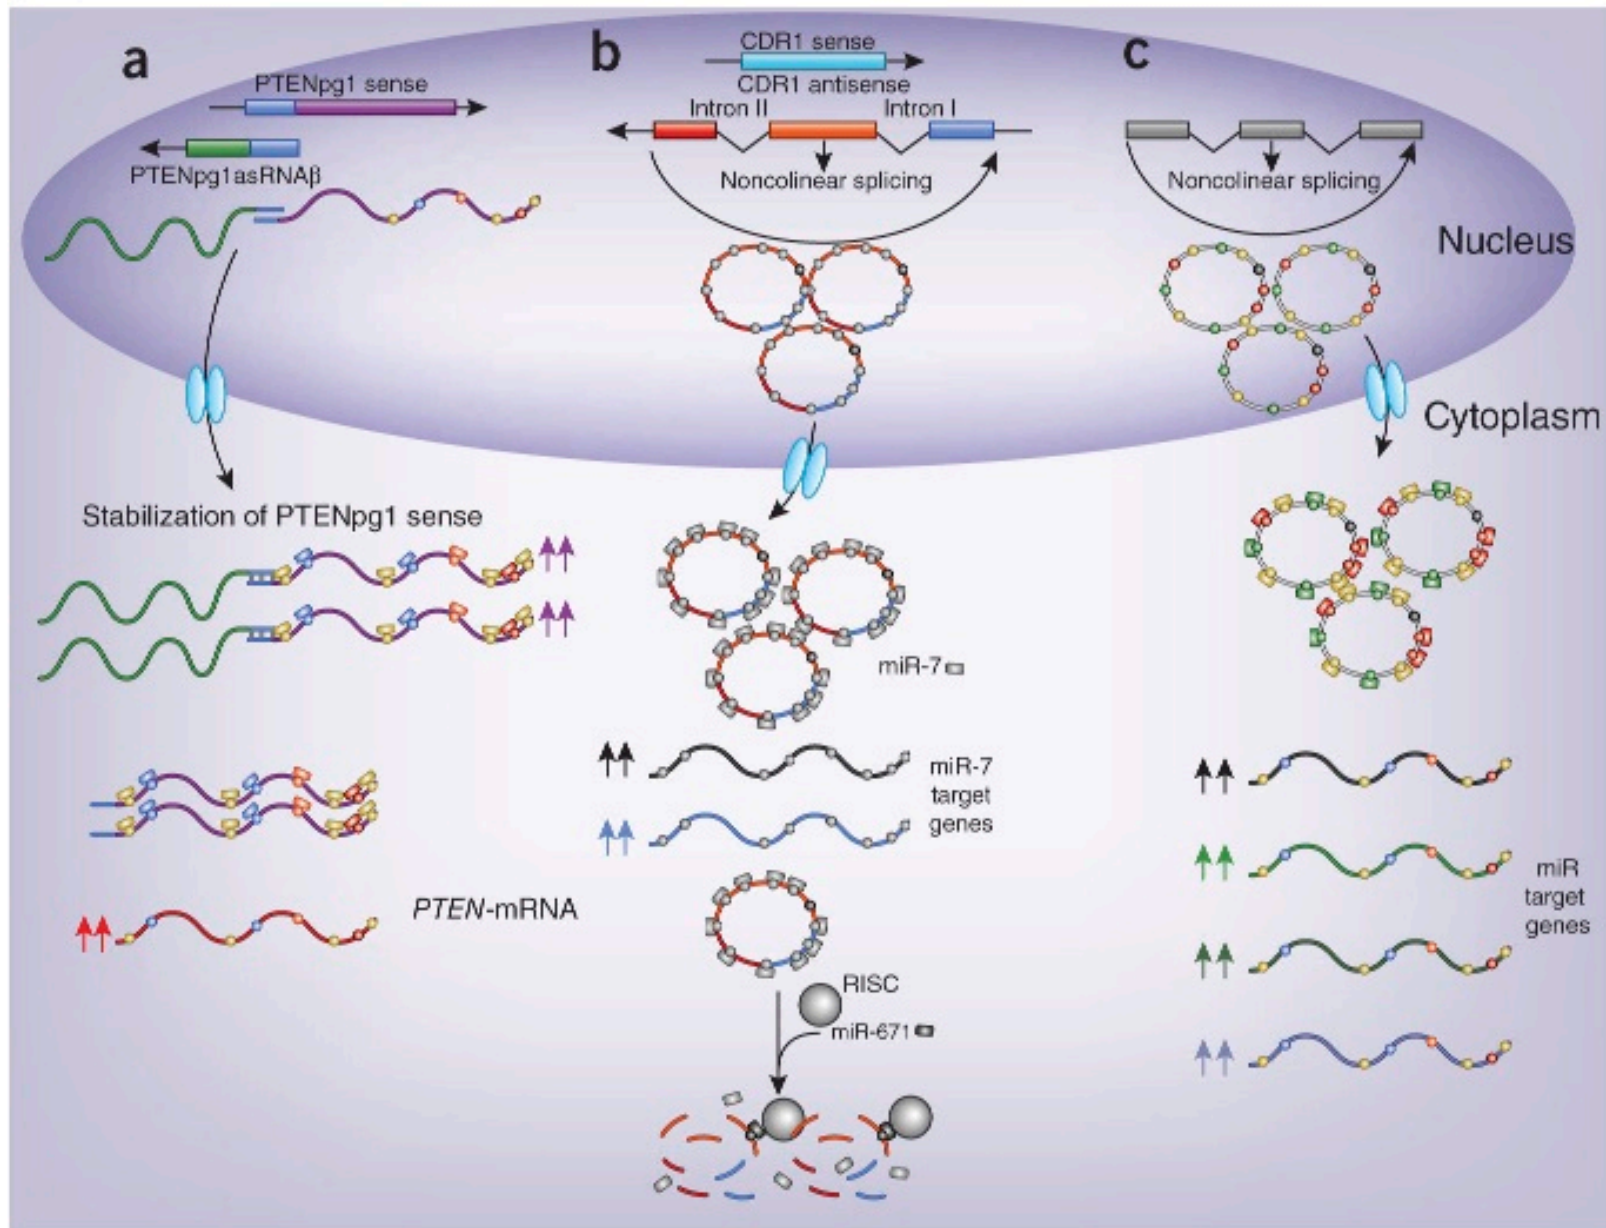 a
PTENpg1 sense
PTENpg1asRNAβ
b
CDR1 sense
CDR1 antisense
Intron II
Intron I
Noncolinear splicing
c
Noncolinear splicing
Nucleus
Cytoplasm
Stabilization of PTENpg1 sense
PTEN-mRNA
miR-7
miR-7
target
genes
RISC
miR-671
miR
target
genes